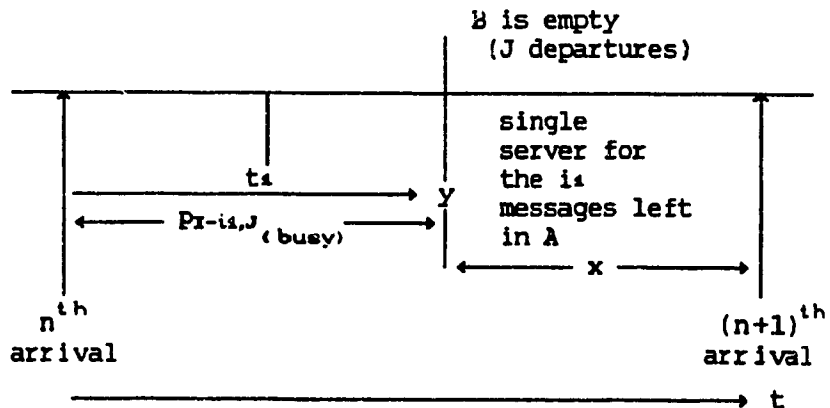 B is empty
(J departures)
single
server for
the i₁
messages left
in A
t₁
y
P_I-i₁,J (busy)
x
nᵗʰ
arrival
(n+1)ᵗʰ
arrival
t